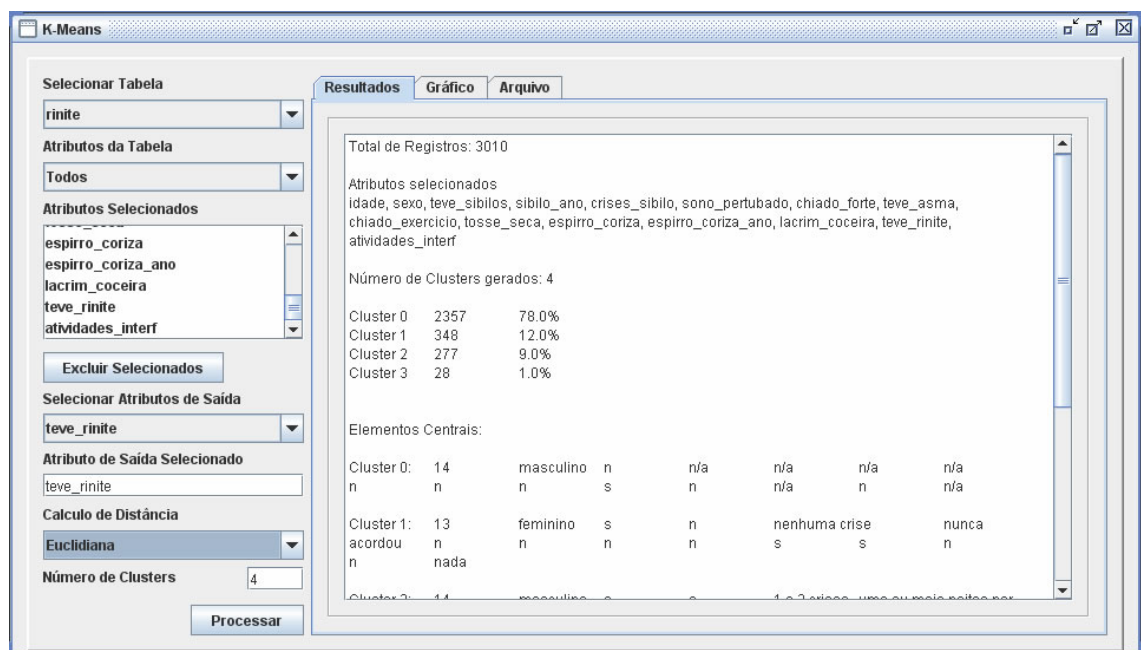 K-Means
Selecionar Tabela
rinite
Atributos da Tabela
Todos
Atributos Selecionados
espirro_coriza
espirro_coriza_ano
lacrim_coceira
teve_rinite
atividades_interf
Excluir Selecionados
Selecionar Atributos de Saída
teve_rinite
Atributo de Saída Selecionado
teve_rinite
Calculo de Distância
Euclidiana
Número de Clusters 4
Processar
Resultados Gráfico Arquivo
Total de Registros: 3010
Atributos selecionados
idade, sexo, teve_sibilos, sibilo_ano, crises_sibilo, sono_pertubado, chiado_forte, teve_asma,
chiado_exercicio, tosse_seca, espirro_coriza, espirro_coriza_ano, lacrim_coceira, teve_rinite,
atividades_interf
Número de Clusters gerados: 4
Cluster 0 2357 78.0%
Cluster 1 348 12.0%
Cluster 2 277 9.0%
Cluster 3 28 1.0%
Elementos Centrais:
Cluster 0: 14 masculino n n/a n/a n/a n/a
n n n s n n/a n n/a
Cluster 1: 13 feminino s n nenhuma crise nunca
acordou n n n n s s n
n nada
Cluster 2: 14 masculino